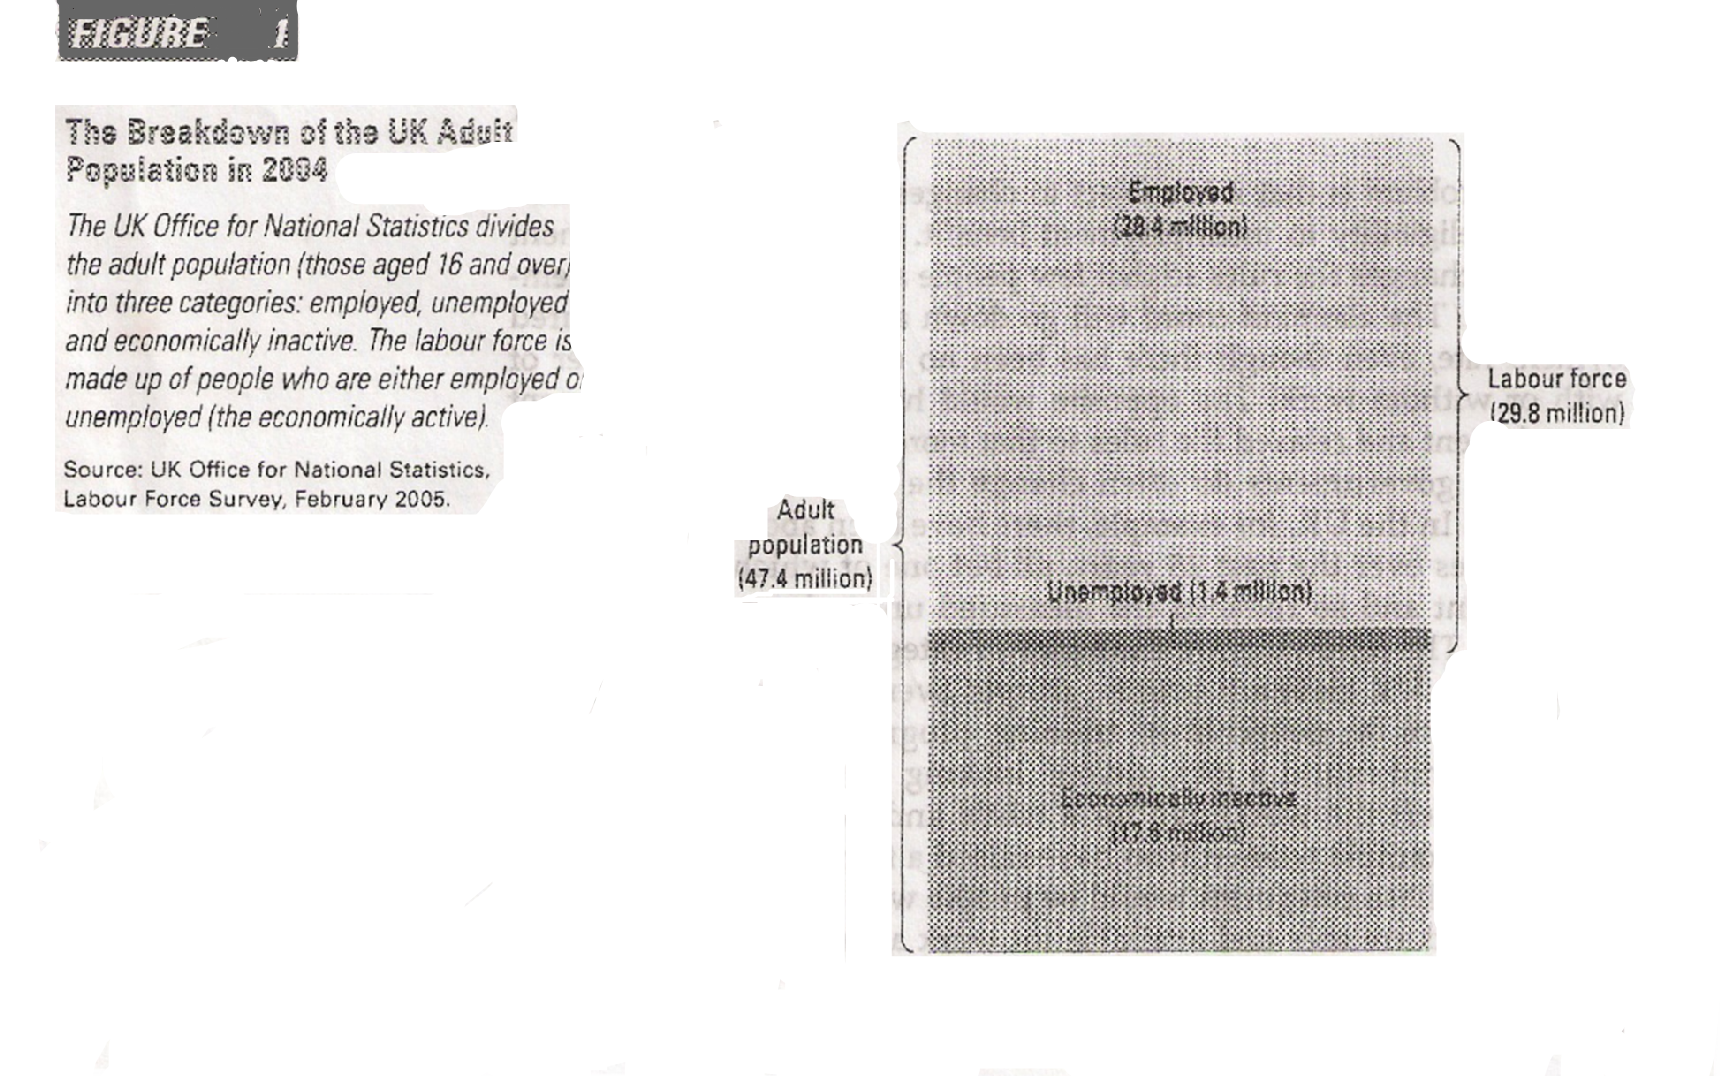 FIGURE 1
The Breakdown of the UK Adult
Population in 2004
The UK Office for National Statistics divides
the adult population (those aged 16 and over)
into three categories: employed, unemployed
and economically inactive. The labour force is
made up of people who are either employed or
unemployed (the economically active).
Source: UK Office for National Statistics,
Labour Force Survey, February 2005.
Adult
population
(47.4 million)
Employed
(28.4 million)
Unemployed (1.4 million)
Economically inactive
(17.6 million)
Labour force
(29.8 million)